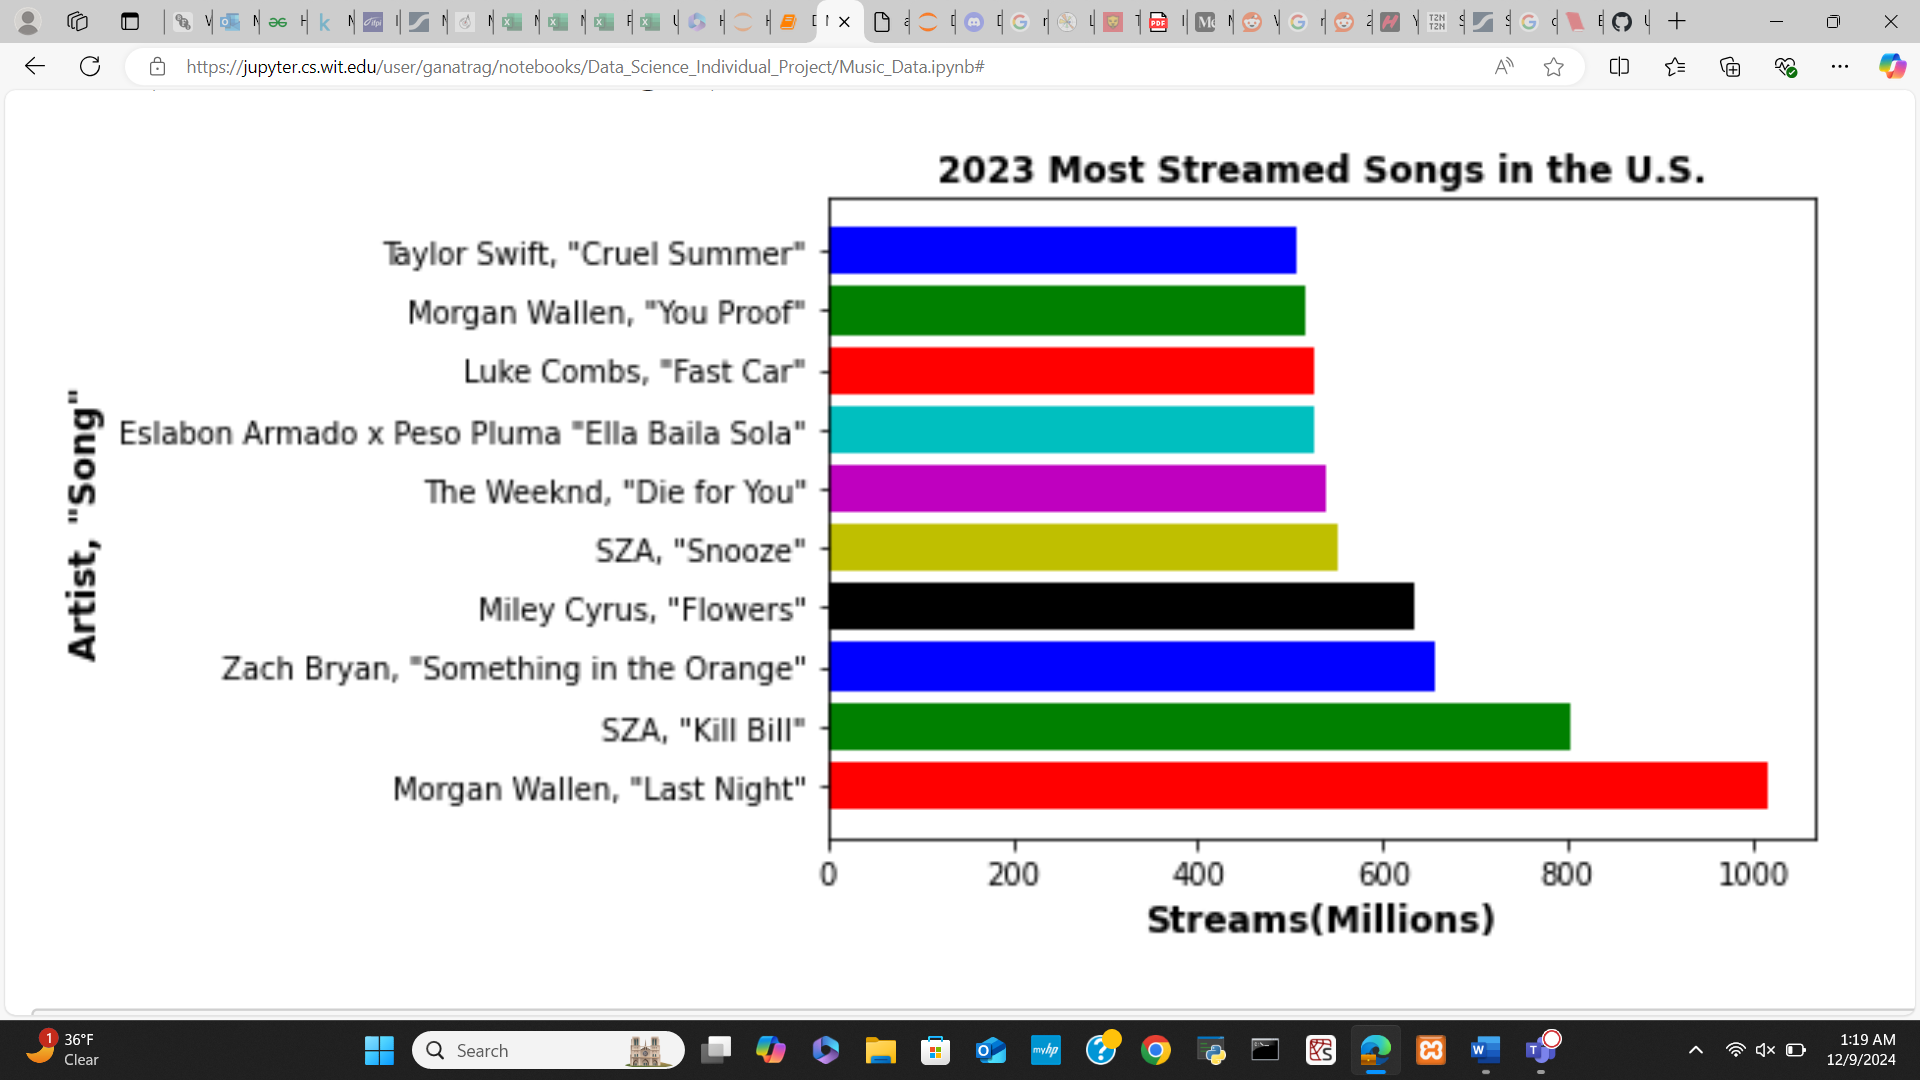 https://jupyter.cs.wit.edu/user/ganatrag/notebooks/Data_Science_Individual_Project/Music_Data.ipynb#
2023 Most Streamed Songs in the U.S.
Taylor Swift, "Cruel Summer"
Morgan Wallen, "You Proof"
Luke Combs, "Fast Car"
Eslabon Armado x Peso Pluma "Ella Baila Sola"
The Weeknd, "Die for You"
SZA, "Snooze"
Miley Cyrus, "Flowers"
Zach Bryan, "Something in the Orange"
SZA, "Kill Bill"
Morgan Wallen, "Last Night"
Artist, "Song"
0 200 400 600 800 1000
Streams(Millions)
1
36°F
Clear
Search
myhp
1:19 AM
12/9/2024